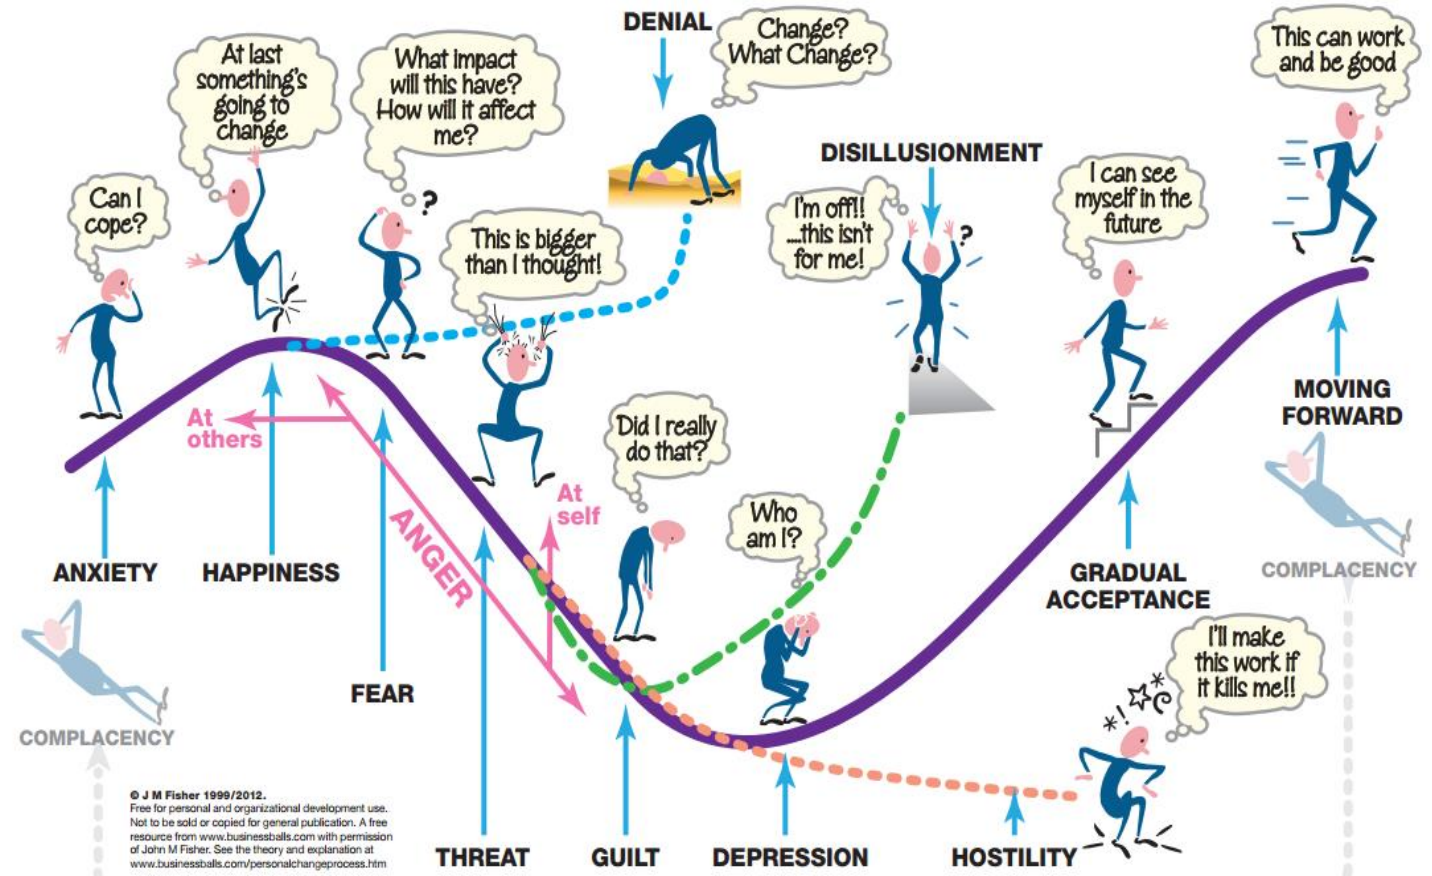 DENIAL
Change?
What Change?
This can work
and be good
At last
something's
going to
change
What impact
will this have?
How will it affect
me?
?
DISILLUSIONMENT
I can see
myself in the
future
Can I
cope?
I'm off!!
....this isn't
for me!
?
This is bigger
than I thought!
MOVING
FORWARD
At
others
Did I really
do that?
At
self
Who
am I?
ANGER
ANXIETY
HAPPINESS
GRADUAL
ACCEPTANCE
COMPLACENCY
I'll make
this work if
it kills me!!
FEAR
*!
*
COMPLACENCY
© J M Fisher 1999/2012.
Free for personal and organizational development use.
Not to be sold or copied for general publication. A free
resource from www.businessballs.com with permission
of John M Fisher. See the theory and explanation at
www.businessballs.com/personalchangeprocess.htm
THREAT
GUILT
DEPRESSION
HOSTILITY